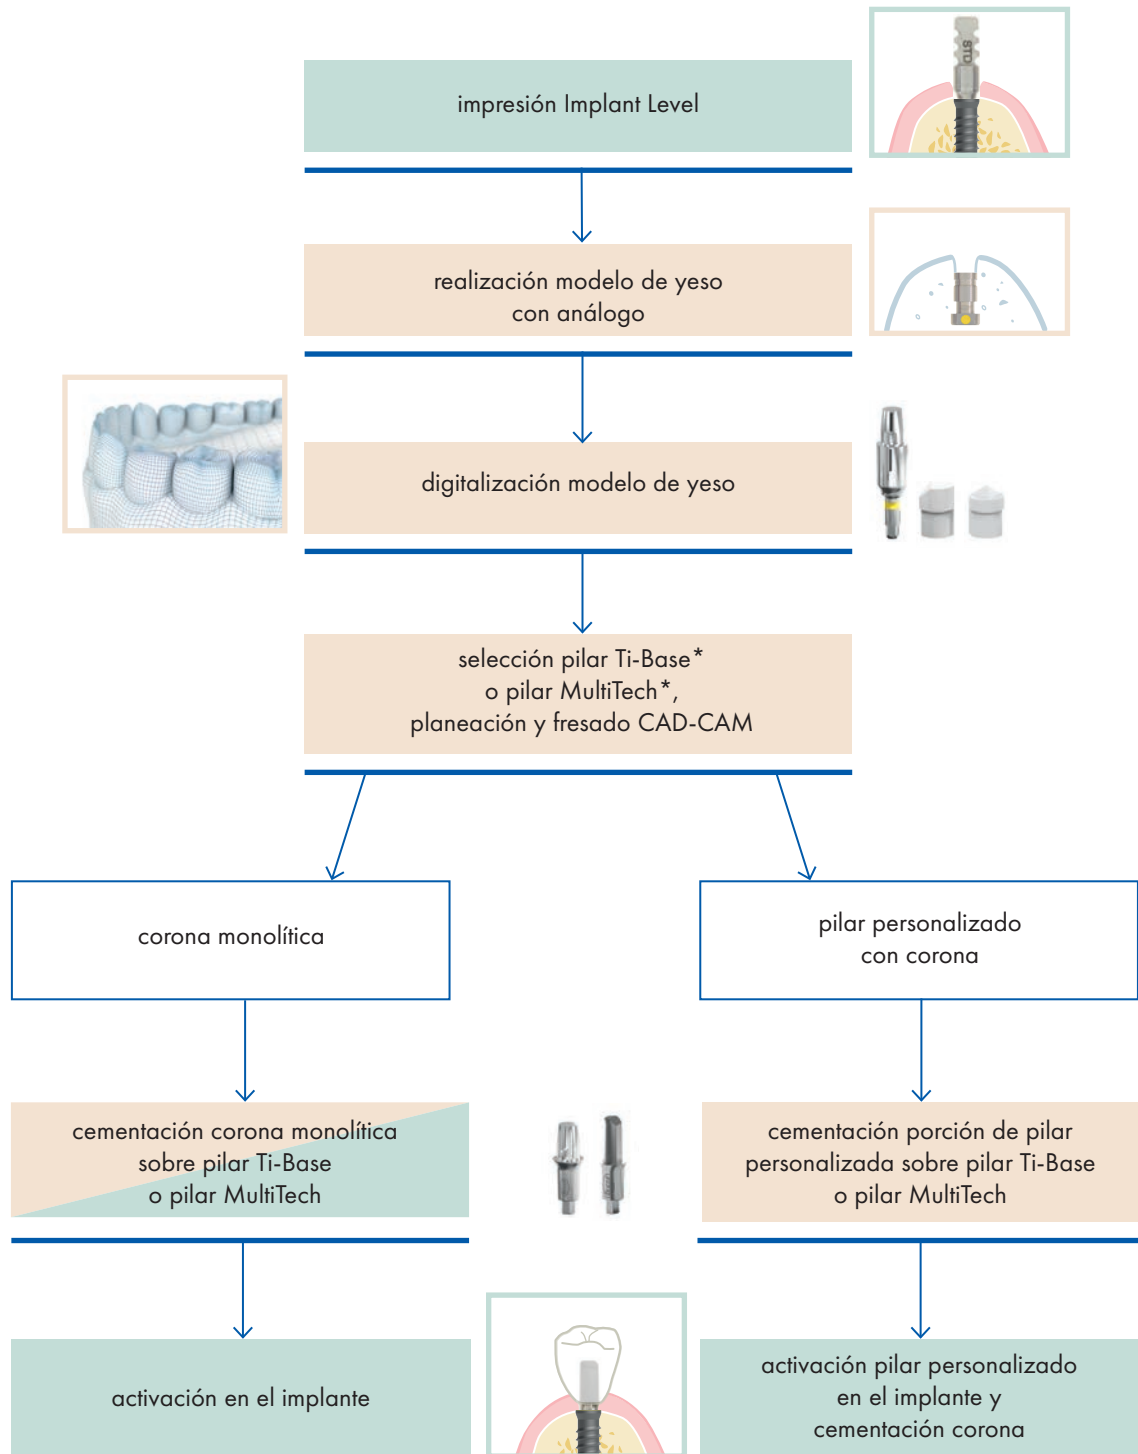 STD
impresión Implant Level
realización modelo de yeso
con análogo
digitalización modelo de yeso
selección pilar Ti-Base*
o pilar MultiTech*,
planeación y fresado CAD-CAM
corona monolítica
pilar personalizado
con corona
cementación corona monolítica
sobre pilar Ti-Base
o pilar MultiTech
cementación porción de pilar
personalizada sobre pilar Ti-Base
o pilar MultiTech
activación en el implante
activación pilar personalizado
en el implante y
cementación corona